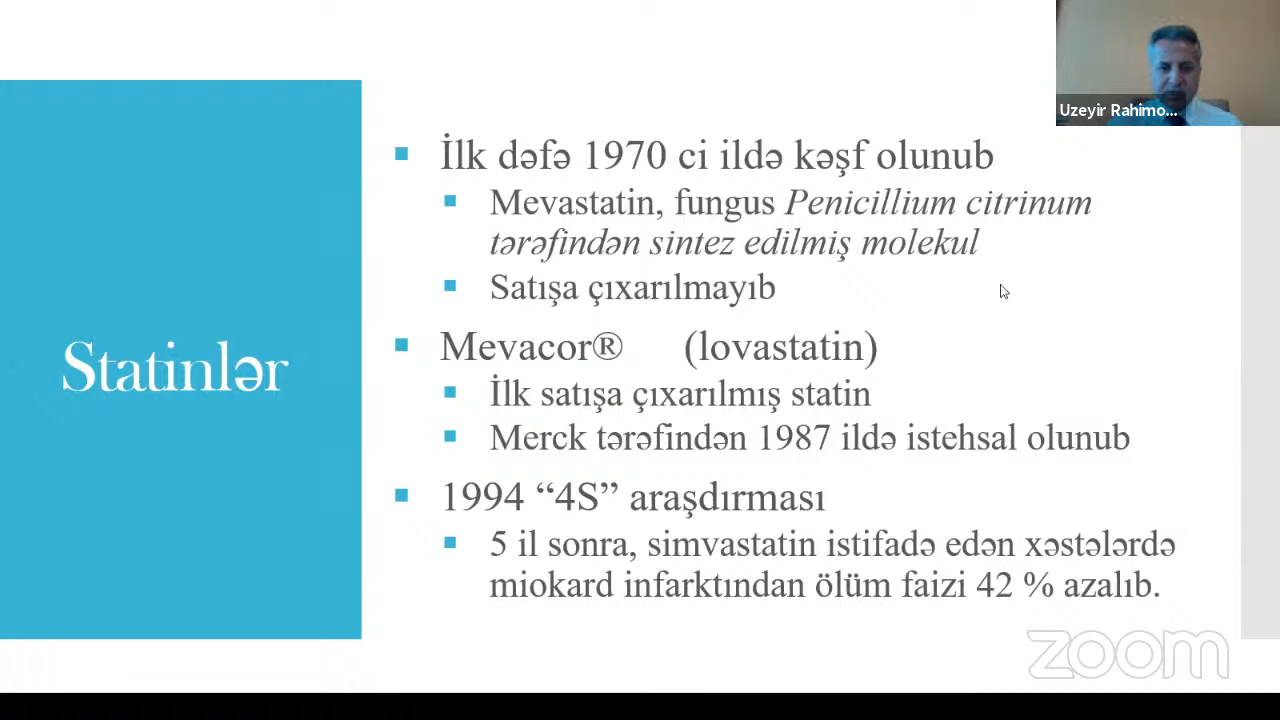 Uzeyir Rahimo...
Statinlər
İlk dəfə 1970 ci ildə kəşf olunub
Mevastatin, fungus Penicillium citrinum
tərəfindən sintez edilmiş molekul
Satışa çıxarılmayıb
Mevacor® (lovastatin)
İlk satışa çıxarılmış statin
Merck tərəfindən 1987 ildə istehsal olunub
1994 “4S” araşdırması
5 il sonra, simvastatin istifadə edən xəstələrdə
miokard infarktından ölüm faizi 42 % azalıb.
zoom